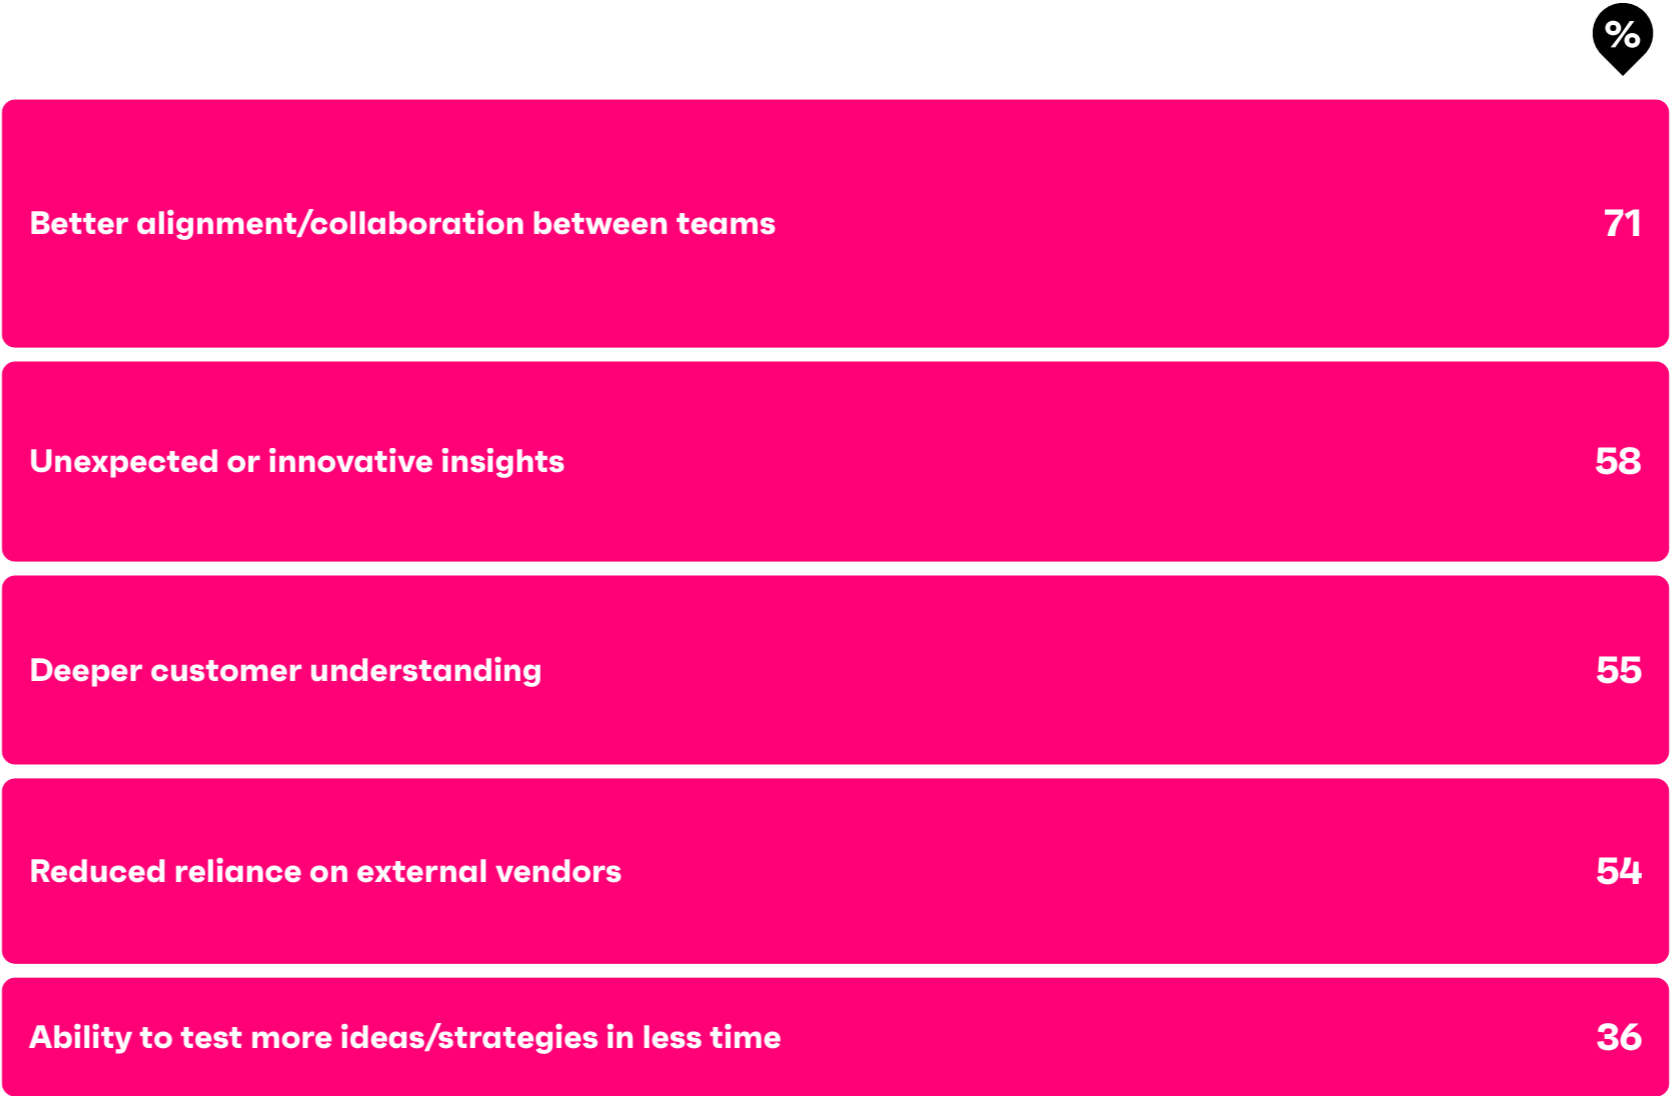 %
Better alignment/collaboration between teams 71
Unexpected or innovative insights 58
Deeper customer understanding 55
Reduced reliance on external vendors 54
Ability to test more ideas/strategies in less time 36